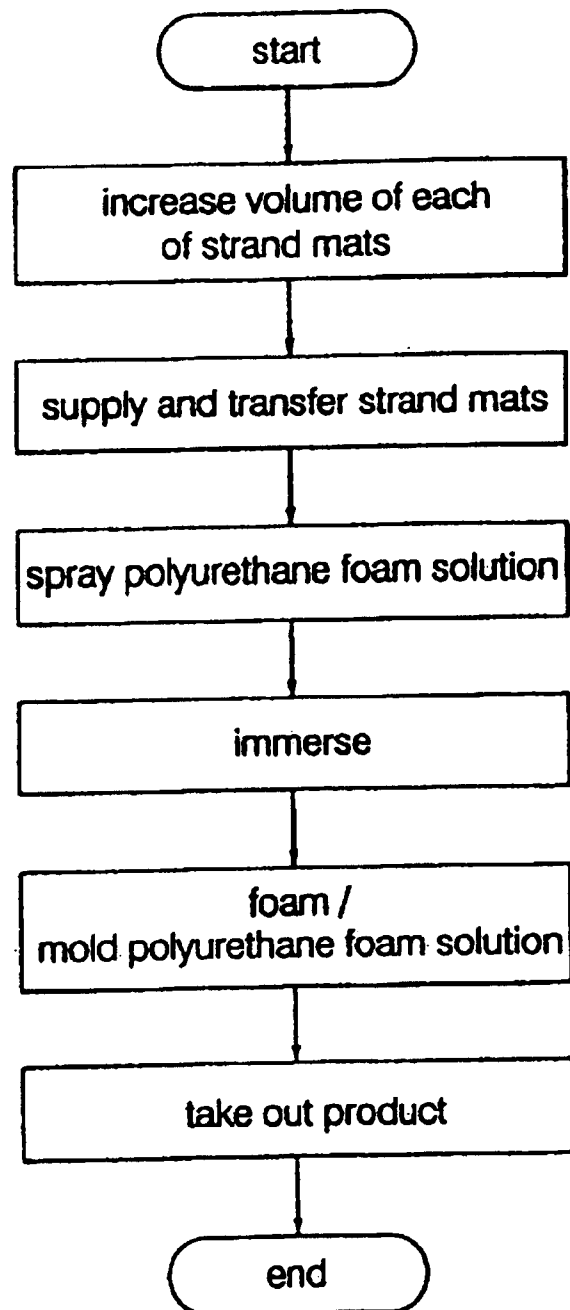 start
increase volume of each
of strand mats
supply and transfer strand mats
spray polyurethane foam solution
immerse
foam /
mold polyurethane foam solution
take out product
end